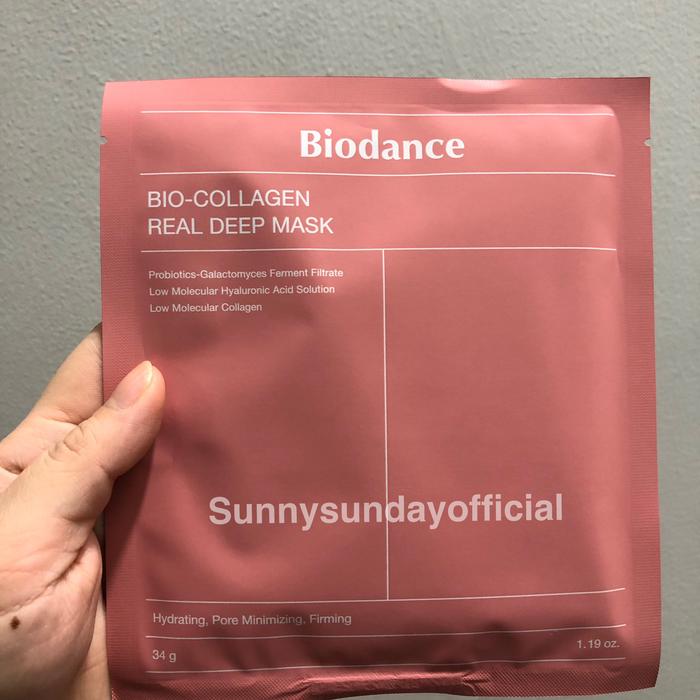 Biodance
BIO-COLLAGEN
REAL DEEP MASK
Probiotics-Galactomyces Ferment Filtrate
Low Molecular Hyaluronic Acid Solution
Low Molecular Collagen
Sunnysundayofficial
Hydrating, Pore Minimizing, Firming
34 g
1.19 oz.